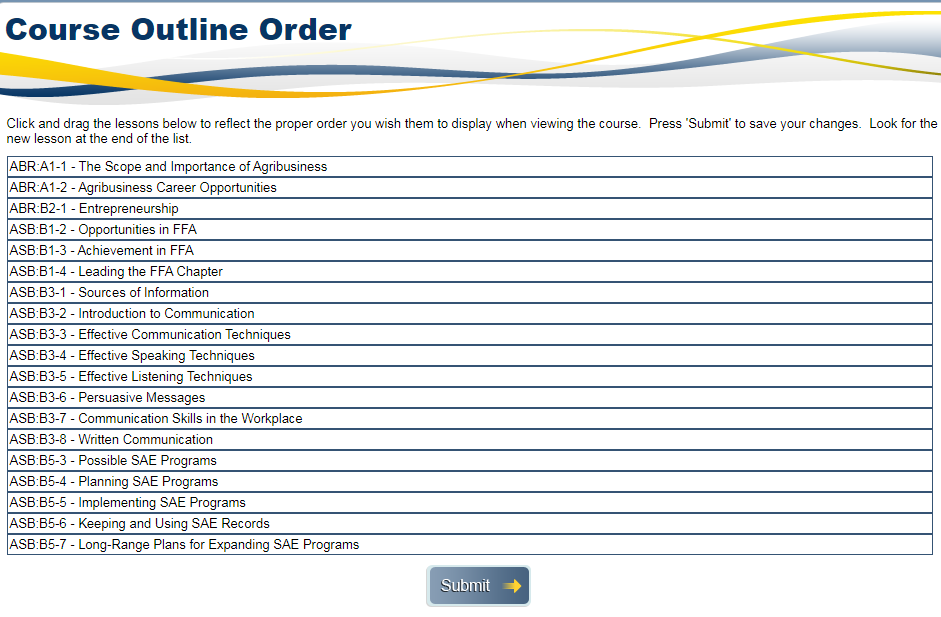 Course Outline Order
Click and drag the lessons below to reflect the proper order you wish them to display when viewing the course.  Press 'Submit' to save your changes.  Look for the
new lesson at the end of the list.
ABR:A1-1 - The Scope and Importance of Agribusiness
ABR:A1-2 - Agribusiness Career Opportunities
ABR:B2-1 - Entrepreneurship
ASB:B1-2 - Opportunities in FFA
ASB:B1-3 - Achievement in FFA
ASB:B1-4 - Leading the FFA Chapter
ASB:B3-1 - Sources of Information
ASB:B3-2 - Introduction to Communication
ASB:B3-3 - Effective Communication Techniques
ASB:B3-4 - Effective Speaking Techniques
ASB:B3-5 - Effective Listening Techniques
ASB:B3-6 - Persuasive Messages
ASB:B3-7 - Communication Skills in the Workplace
ASB:B3-8 - Written Communication
ASB:B5-3 - Possible SAE Programs
ASB:B5-4 - Planning SAE Programs
ASB:B5-5 - Implementing SAE Programs
ASB:B5-6 - Keeping and Using SAE Records
ASB:B5-7 - Long-Range Plans for Expanding SAE Programs
Submit